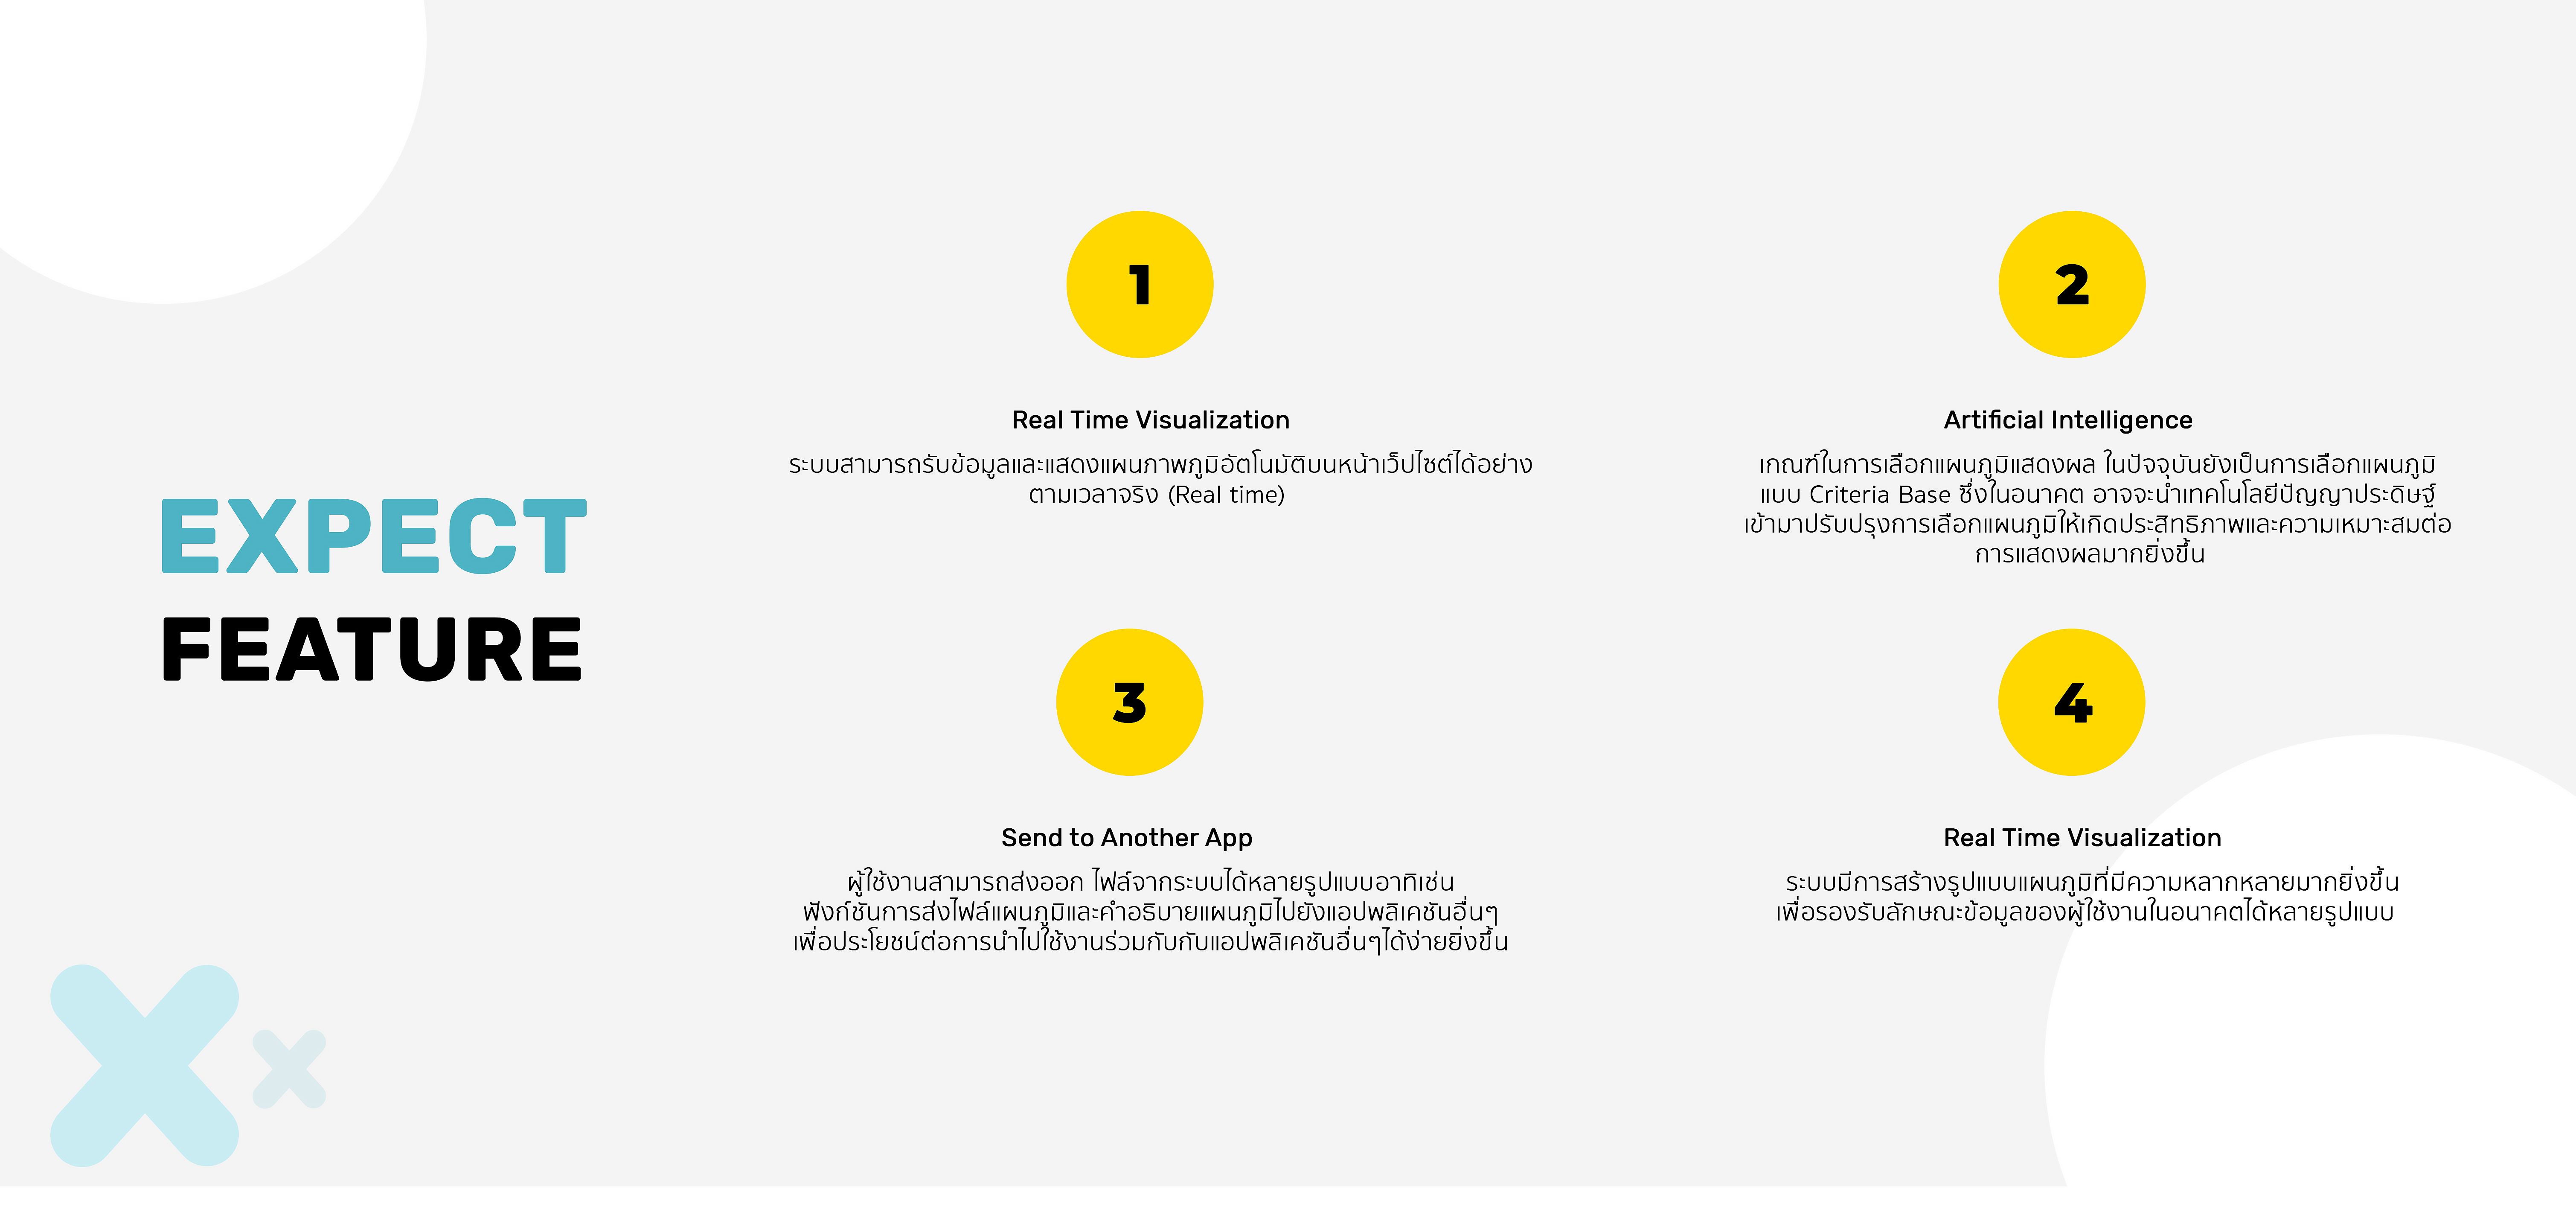 EXPECT
FEATURE
1
Real Time Visualization
ระบบสามารถรับข้อมูลและแสดงแผนภาพภูมิอัตโนมัติบนหน้าเว็ปไซต์ได้อย่าง
ตามเวลาจริง (Real time)
2
Artificial Intelligence
เกณฑ์ในการเลือกแผนภูมิแสดงผล ในปัจจุบันยังเป็นการเลือกแผนภูมิ
แบบ Criteria Base ซึ่งในอนาคต อาจจะนำเทคโนโลยีปัญญาประดิษฐ์
เข้ามาปรับปรุงการเลือกแผนภูมิให้เกิดประสิทธิภาพและความเหมาะสมต่อ
การแสดงผลมากยิ่งขึ้น
3
Send to Another App
ผู้ใช้งานสามารถส่งออก ไฟล์จากระบบได้หลายรูปแบบอาทิเช่น
ฟังก์ชันการส่งไฟล์แผนภูมิและคำอธิบายแผนภูมิไปยังแอปพลิเคชันอื่นๆ
เพื่อประโยชน์ต่อการนำไปใช้งานร่วมกับกับแอปพลิเคชันอื่นๆได้ง่ายยิ่งขึ้น
4
Real Time Visualization
ระบบมีการสร้างรูปแบบแผนภูมิที่มีความหลากหลายมากยิ่งขึ้น
เพื่อรองรับลักษณะข้อมูลของผู้ใช้งานในอนาคตได้หลายรูปแบบ